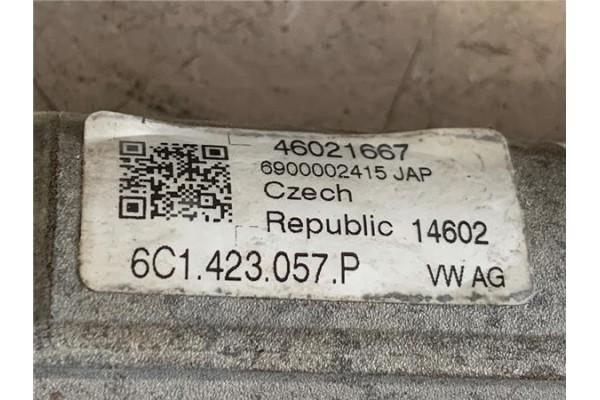 46021667
6900002415 JAP
Czech
Republic 14602
6C1.423.057.P VW AG